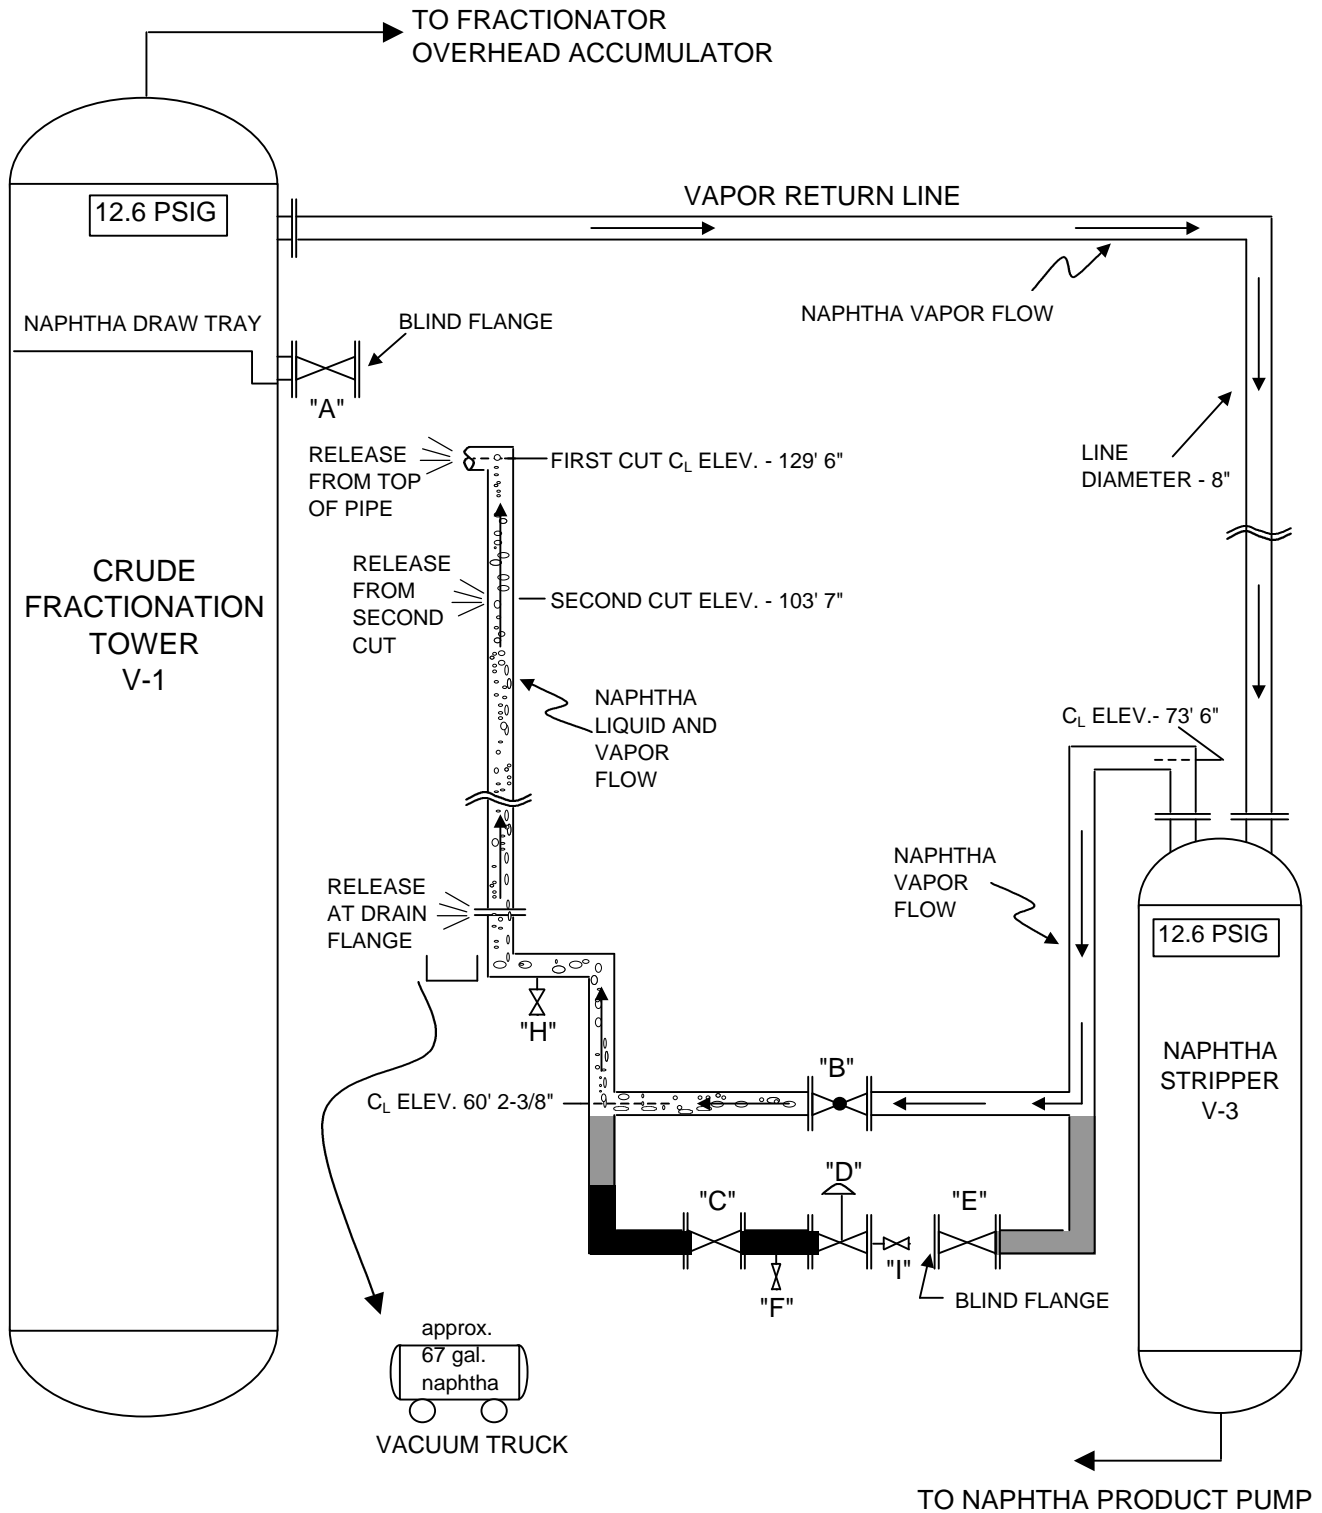 TO FRACTIONATOR
OVERHEAD ACCUMULATOR
12.6 PSIG
VAPOR RETURN LINE
NAPHTHA VAPOR FLOW
NAPHTHA DRAW TRAY
BLIND FLANGE
"A"
RELEASE
FROM TOP
OF PIPE
FIRST CUT CL ELEV. - 129' 6"
LINE
DIAMETER - 8"
CRUDE
FRACTIONATION
TOWER
V-1
RELEASE
FROM
SECOND
CUT
SECOND CUT ELEV. - 103' 7"
NAPHTHA
LIQUID AND
VAPOR
FLOW
CL ELEV.- 73' 6"
NAPHTHA
VAPOR
FLOW
RELEASE
AT DRAIN
FLANGE
12.6 PSIG
"H"
NAPHTHA
STRIPPER
V-3
"B"
CL ELEV. 60' 2-3/8"
"D"
"C"
"E"
"I"
"F"
BLIND FLANGE
approx.
67 gal.
naphtha
VACUUM TRUCK
TO NAPHTHA PRODUCT PUMP